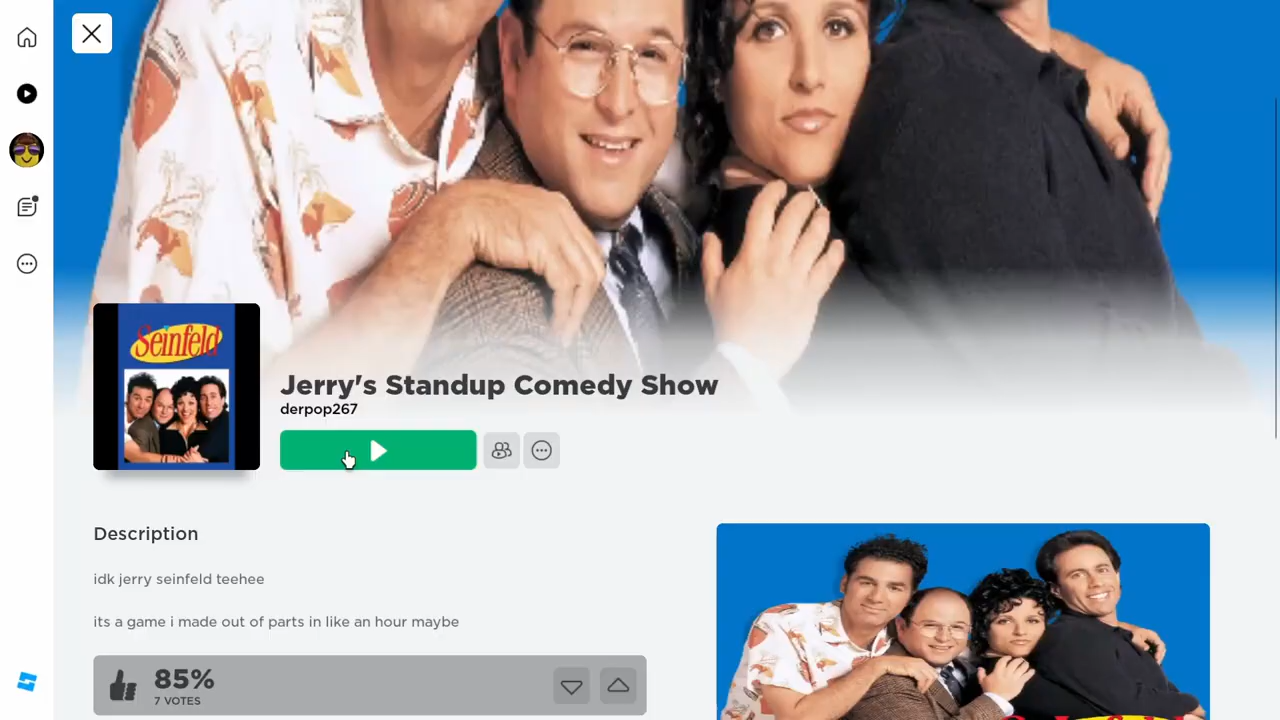 Seinfeld
Jerry's Standup Comedy Show
derpop267
Description
idk jerry seinfeld teehee
its a game i made out of parts in like an hour maybe
85%
7 VOTES